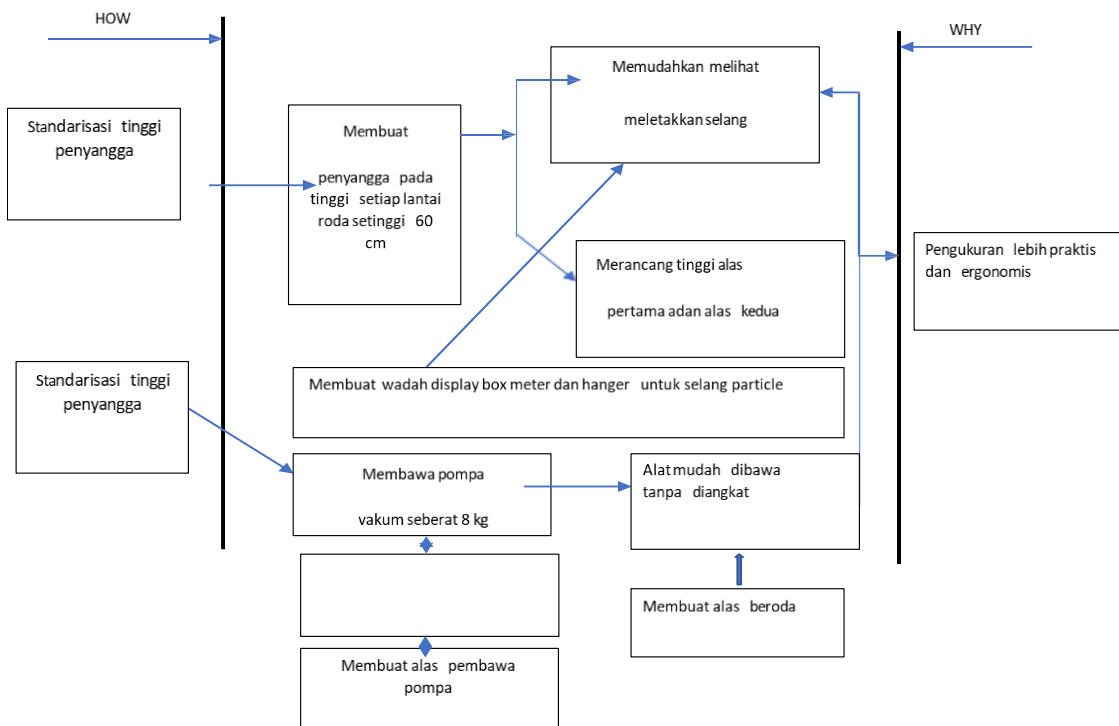 HOW
WHY
Standarisasi tinggi
penyangga
Membuat
penyangga pada
tinggi setiap lantai
roda setinggi 60
cm
Memudahkan melihat
meletakkan selang
Merancang tinggi alas
pertama adan alas kedua
Pengukuran lebih praktis
dan ergonomis
Standarisasi tinggi
penyangga
Membuat wadah display box meter dan hanger untuk selang particle
Membawa pompa
vakum seberat 8 kg
Alat mudah dibawa
tanpa diangkat
Membuat alas beroda
Membuat alas pembawa
pompa